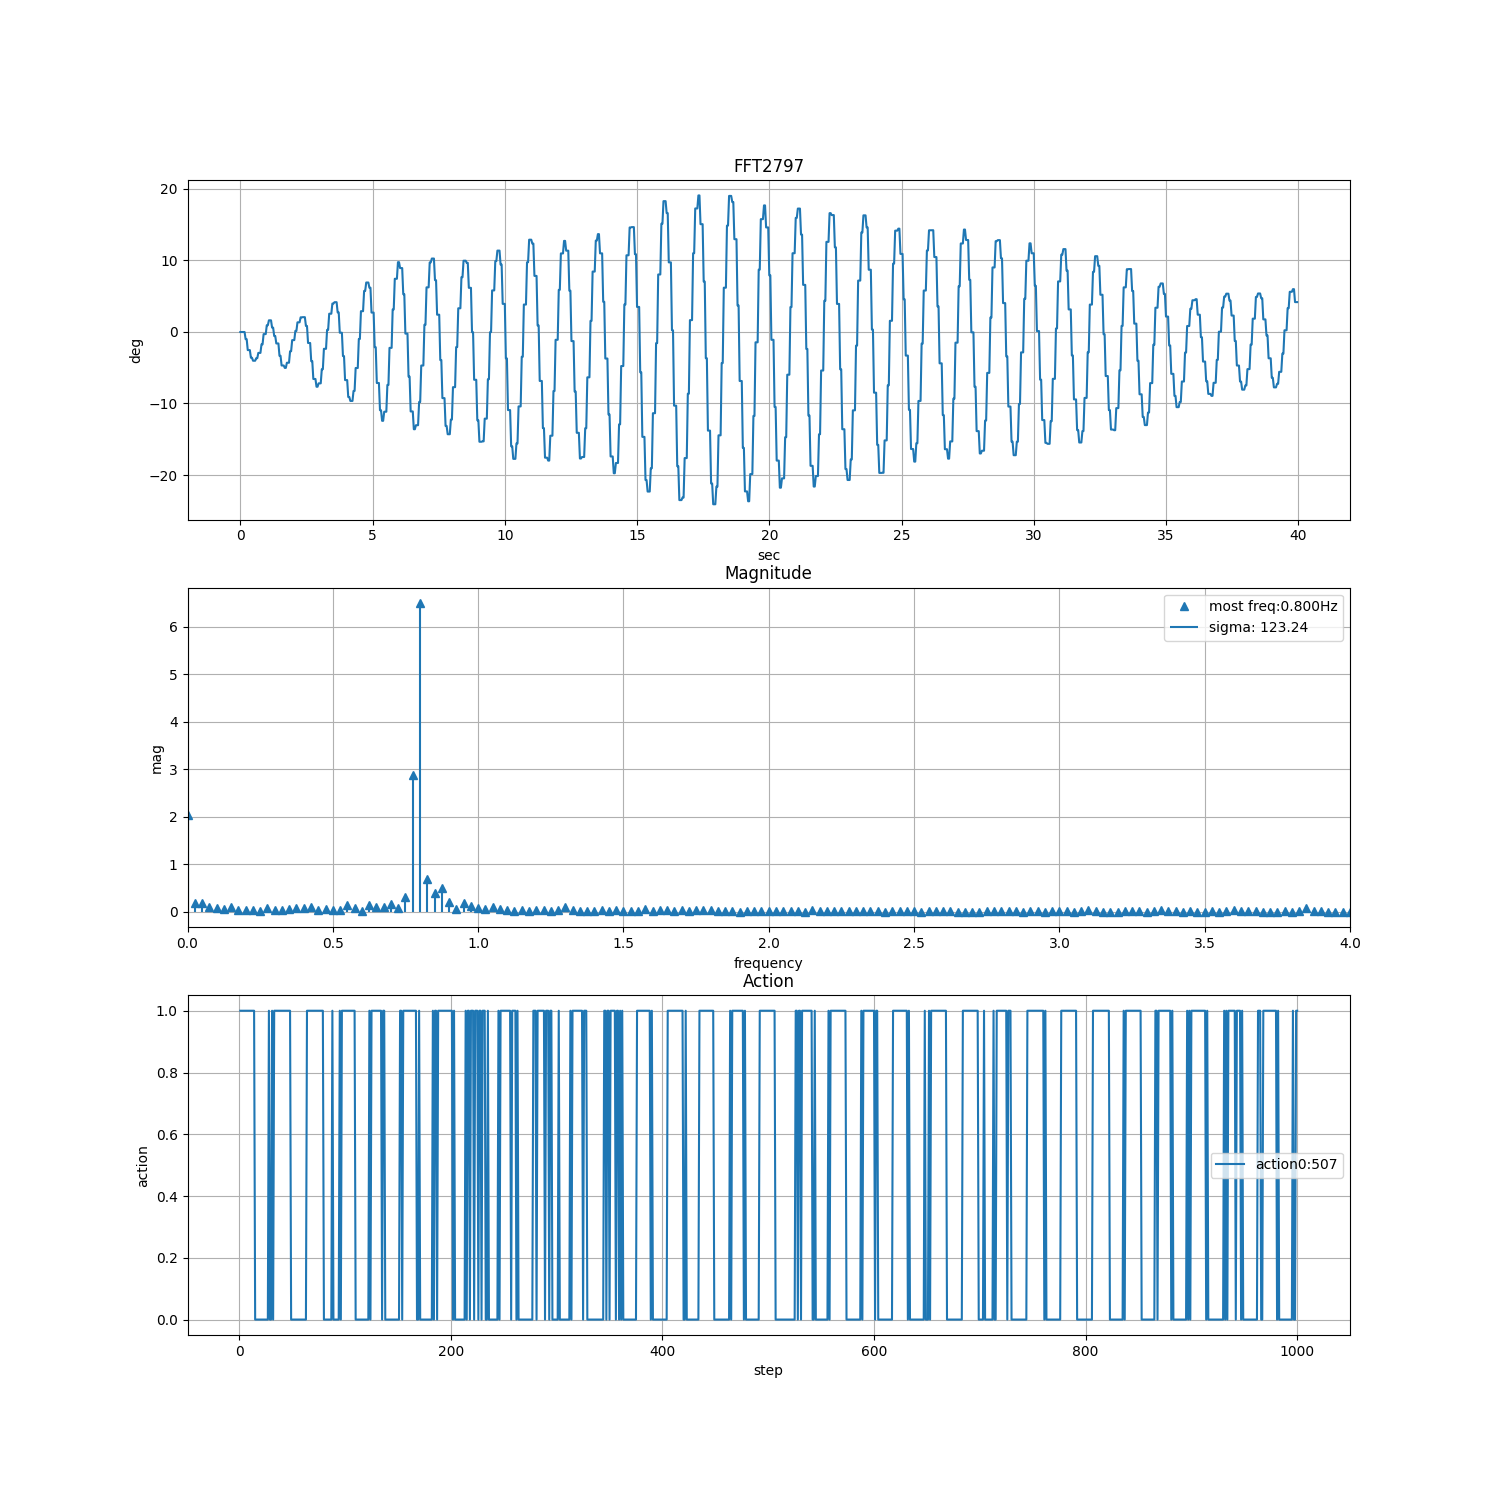 FFT2797
20
10
0
−10
−20
deg
0 5 10 15 20 25 30 35 40
sec
Magnitude
most freq:0.800Hz
sigma: 123.24
6
5
4
3
2
1
0
mag
0.0 0.5 1.0 1.5 2.0 2.5 3.0 3.5 4.0
frequency
Action
1.0
0.8
0.6
0.4
0.2
0.0
action
action0:507
0 200 400 600 800 1000
step